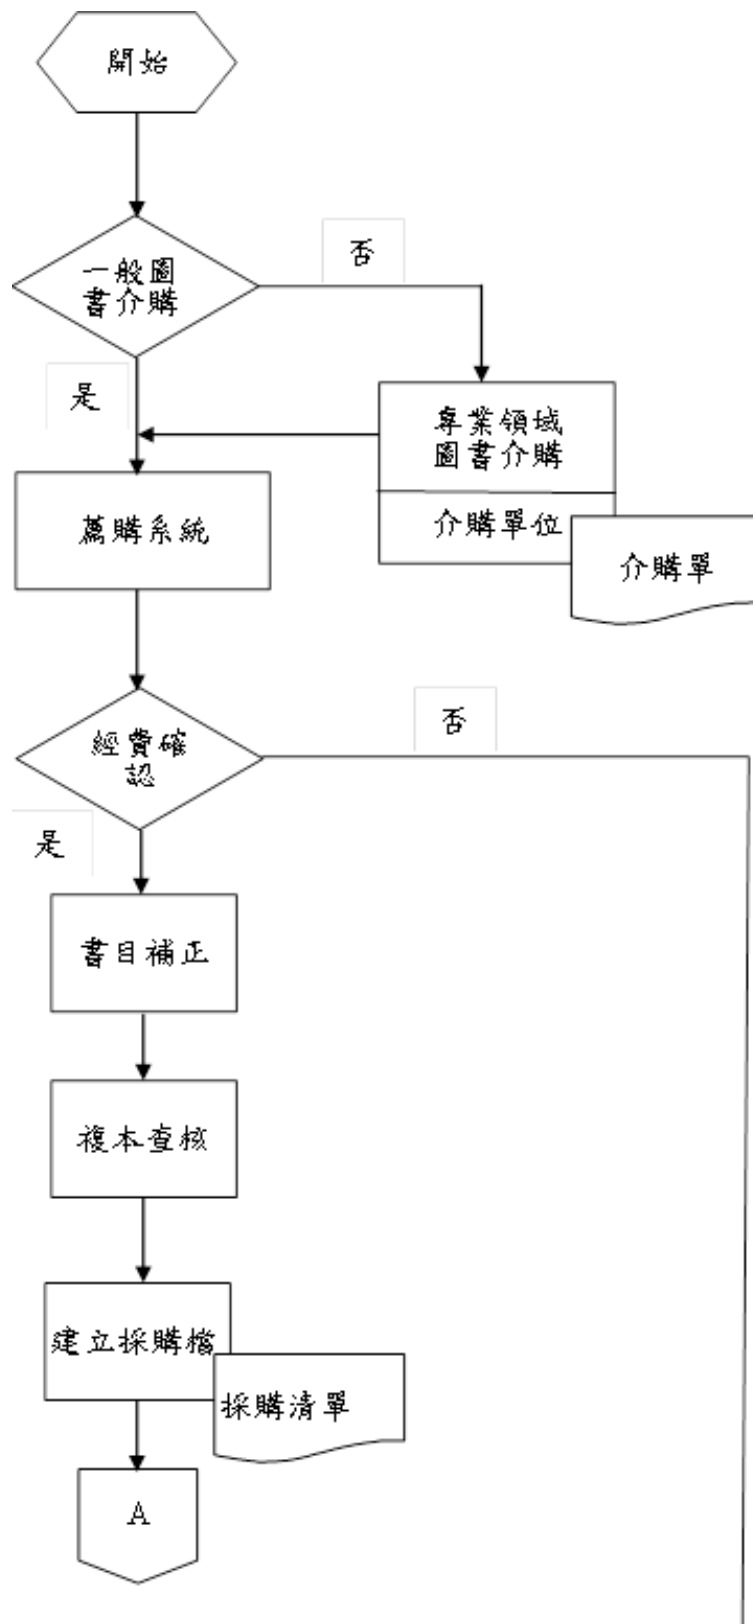 開始
一般圖
書介購
否
是
專業領域
圖書介購
介購單位
介購單
薦購系統
經費確
認
否
是
書目補正
複本查核
建立採購檔
採購清單
A